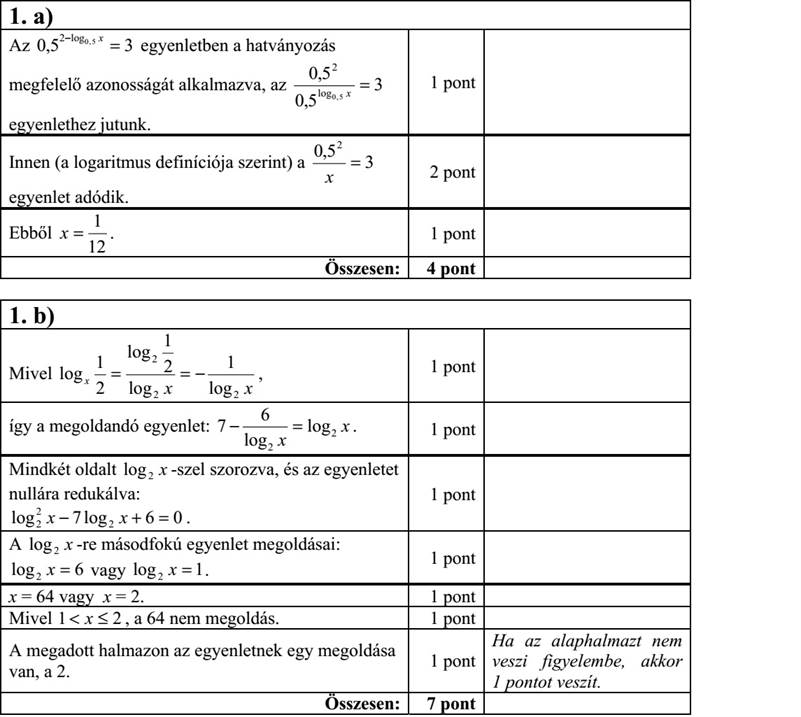 1. a)
Az 0,5^{2−log_{0,5} x} = 3 egyenletben a hatványozás
megfelelő azonosságát alkalmazva, az \frac{0,5^2}{0,5^{log_{0,5} x}} = 3
egyenlethez jutunk.
1 pont
Innen (a logaritmus definíciója szerint) a \frac{0,5^2}{x} = 3
egyenlet adódik.
2 pont
Ebből x = \frac{1}{12}.
1 pont
Összesen: 4 pont
1. b)
Mivel log_x \frac{1}{2} = \frac{log_2 \frac{1}{2}}{log_2 x} = −\frac{1}{log_2 x},
1 pont
így a megoldandó egyenlet: 7 − \frac{6}{log_2 x} = log_2 x.
1 pont
Mindkét oldalt log_2 x -szel szorozva, és az egyenletet
nullára redukálva:
log_2^2 x − 7 log_2 x + 6 = 0.
1 pont
A log_2 x -re másodfokú egyenlet megoldásai:
log_2 x = 6 vagy log_2 x = 1.
1 pont
x = 64 vagy x = 2.
1 pont
Mivel 1 < x ≤ 2, a 64 nem megoldás.
1 pont
A megadott halmazon az egyenletnek egy megoldása
van, a 2.
1 pont
Ha az alaphalmazt nem
veszi figyelembe, akkor
1 pontot veszít.
Összesen: 7 pont